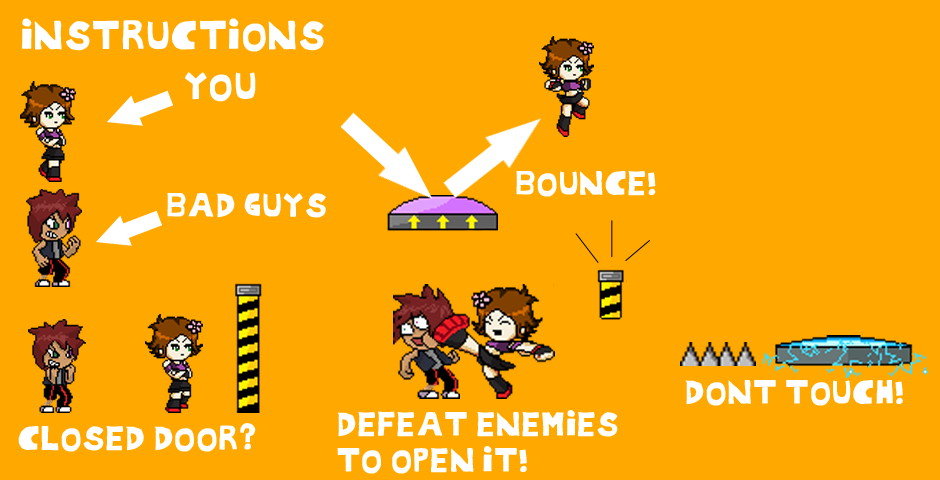 INSTRUCTIONS
YOU
BAD GUYS
BOUNCE!
CLOSED DOOR?
DEFEAT ENEMIES
TO OPEN IT!
DONT TOUCH!